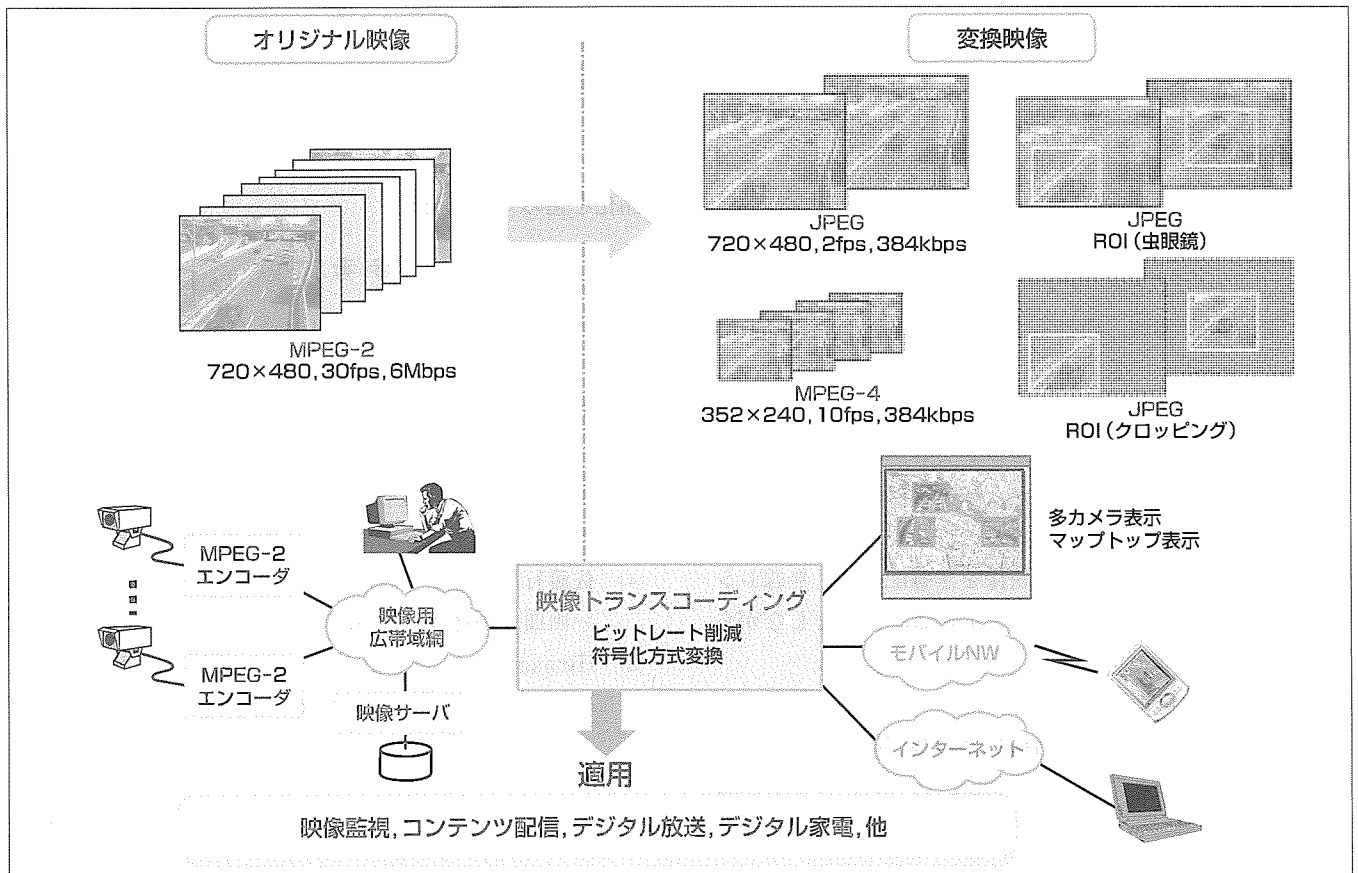 オリジナル映像
変換映像
MPEG-2
720×480,30fps,6Mbps
JPEG
720×480,2fps,384kbps
JPEG
ROI(虫眼鏡)
MPEG-4
352×240,10fps,384kbps
JPEG
ROI(クロッピング)
MPEG-2
エンコーダ
MPEG-2
エンコーダ
映像用
広帯域網
映像サーバ
映像トランスコーディング
ビットレート削減
符号化方式変換
多カメラ表示
マップトップ表示
モバイルNW
インターネット
適用
映像監視,コンテンツ配信,デジタル放送,デジタル家電,他